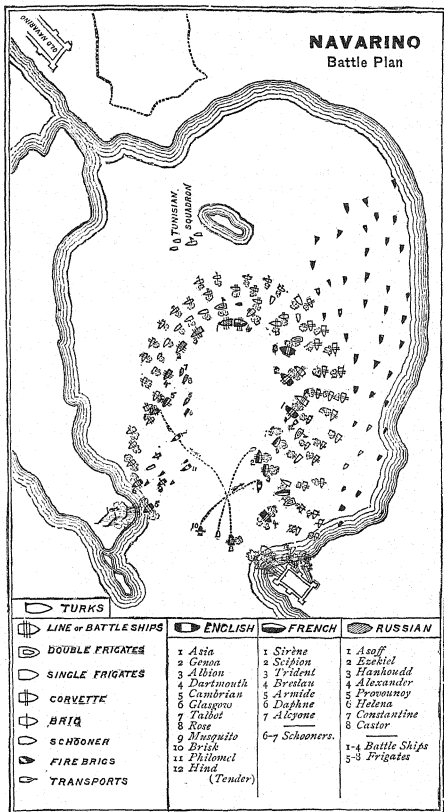 NAVARINO
Battle Plan
OLD NAVARINO
TUNISIAN
SQUADRON
TURKS
LINE OF BATTLE SHIPS
DOUBLE FRIGATES
SINGLE FRIGATES
CORVETTE
BRIG
SCHOONER
FIRE BRIGS
TRANSPORTS
ENGLISH
1 Asia
2 Genoa
3 Albion
4 Dartmouth
5 Cambrian
6 Glasgow
7 Talbot
8 Rose
9 Musquito
10 Brisk
11 Philomel
12 Hind
(Tender)
FRENCH
1 Sirène
2 Scipion
3 Trident
4 Breslau
5 Armide
6 Daphne
7 Alcyone
6-7 Schooners.
RUSSIAN
1 Asoff
2 Ezekiel
3 Hanhoudd
4 Alexander
5 Provounoy
6 Helena
7 Constantine
8 Castor
1-4 Battle Ships
5-8 Frigates